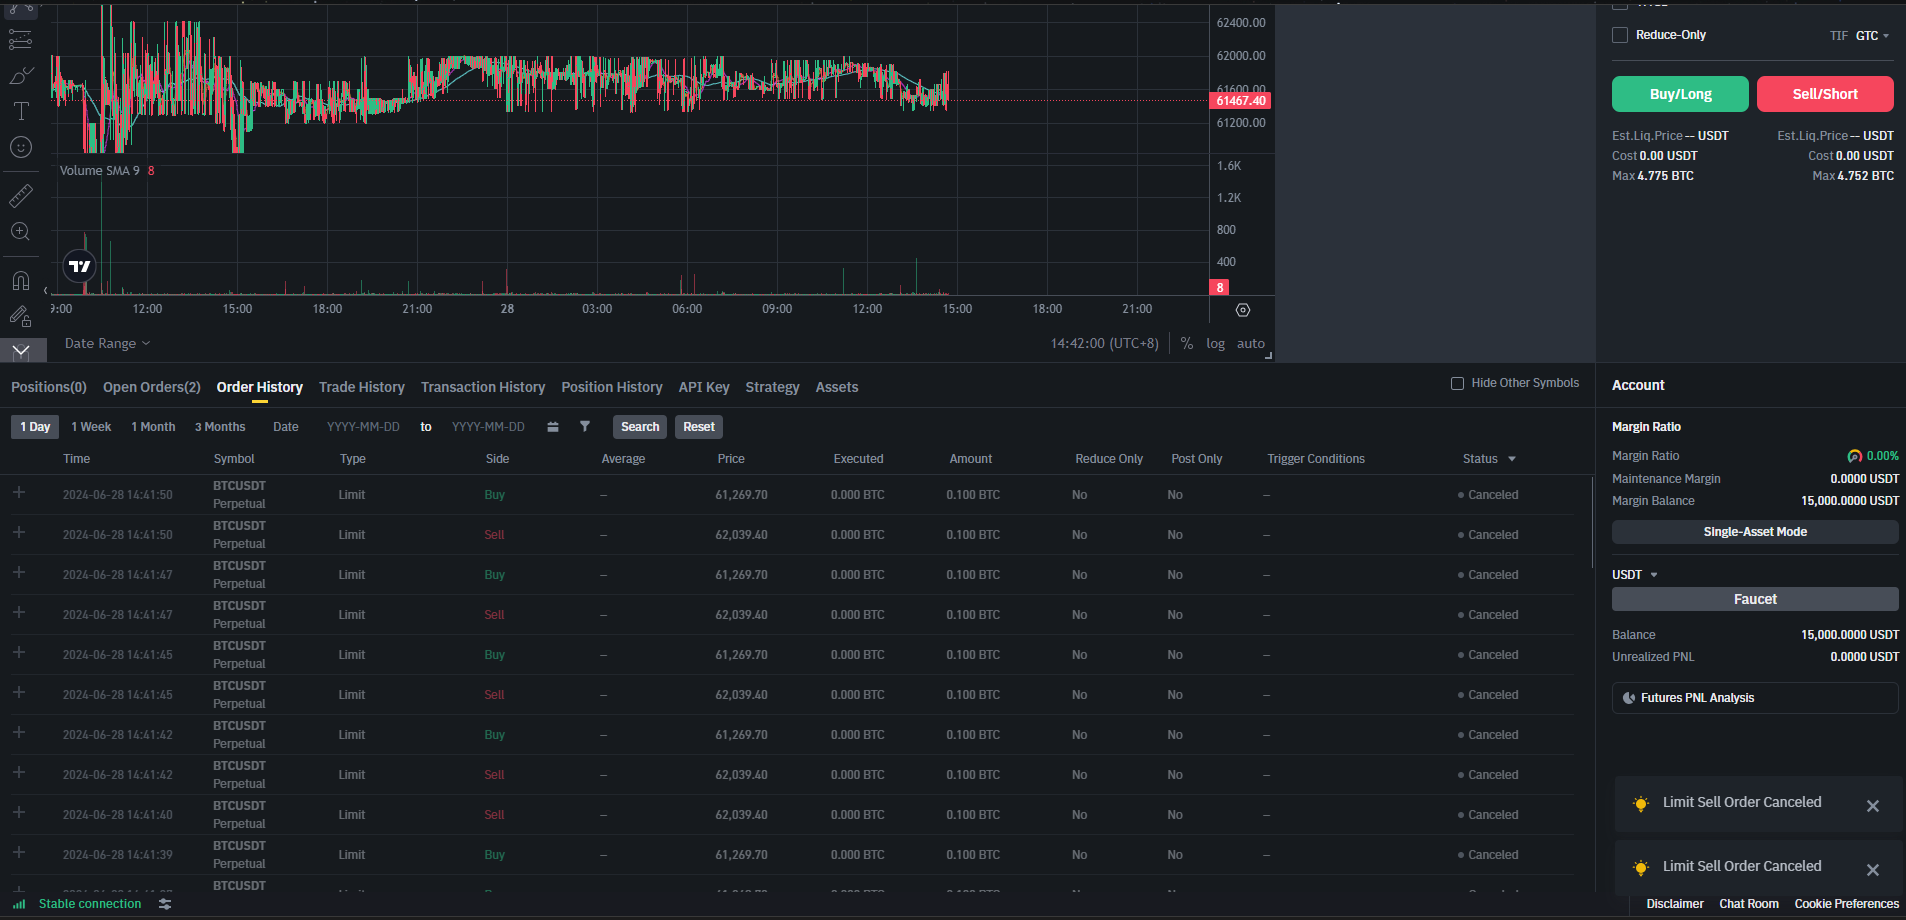 62400.00
62000.00
61600.00
61467.40
61200.00
Volume SMA 9 8
1.6K
1.2K
800
400
8
9:00 12:00 15:00 18:00 21:00 28 03:00 06:00 09:00 12:00 15:00 18:00 21:00
Date Range
14:42:00 (UTC+8) % log auto
Reduce-Only TIF GTC
Buy/Long Sell/Short
Est.Liq.Price -- USDT Est.Liq.Price -- USDT
Cost 0.00 USDT Cost 0.00 USDT
Max 4.775 BTC Max 4.752 BTC
Positions(0) Open Orders(2) Order History Trade History Transaction History Position History API Key Strategy Assets
Hide Other Symbols
1 Day 1 Week 1 Month 3 Months Date YYYY-MM-DD to YYYY-MM-DD Search Reset
Time Symbol Type Side Average Price Executed Amount Reduce Only Post Only Trigger Conditions Status
2024-06-28 14:41:50 BTCUSDT Perpetual Limit Buy – 61,269.70 0.000 BTC 0.100 BTC No No – Canceled
2024-06-28 14:41:50 BTCUSDT Perpetual Limit Sell – 62,039.40 0.000 BTC 0.100 BTC No No – Canceled
2024-06-28 14:41:47 BTCUSDT Perpetual Limit Buy – 61,269.70 0.000 BTC 0.100 BTC No No – Canceled
2024-06-28 14:41:47 BTCUSDT Perpetual Limit Sell – 62,039.40 0.000 BTC 0.100 BTC No No – Canceled
2024-06-28 14:41:45 BTCUSDT Perpetual Limit Buy – 61,269.70 0.000 BTC 0.100 BTC No No – Canceled
2024-06-28 14:41:45 BTCUSDT Perpetual Limit Sell – 62,039.40 0.000 BTC 0.100 BTC No No – Canceled
2024-06-28 14:41:42 BTCUSDT Perpetual Limit Buy – 61,269.70 0.000 BTC 0.100 BTC No No – Canceled
2024-06-28 14:41:42 BTCUSDT Perpetual Limit Sell – 62,039.40 0.000 BTC 0.100 BTC No No – Canceled
2024-06-28 14:41:40 BTCUSDT Perpetual Limit Sell – 62,039.40 0.000 BTC 0.100 BTC No No – Canceled
2024-06-28 14:41:39 BTCUSDT Perpetual Limit Buy – 61,269.70 0.000 BTC 0.100 BTC No No – Canceled
BTCUSDT
Account
Margin Ratio
Margin Ratio 0.00%
Maintenance Margin 0.0000 USDT
Margin Balance 15,000.0000 USDT
Single-Asset Mode
USDT
Faucet
Balance 15,000.0000 USDT
Unrealized PNL 0.0000 USDT
Futures PNL Analysis
Limit Sell Order Canceled
Limit Sell Order Canceled
Stable connection
Disclaimer Chat Room Cookie Preferences